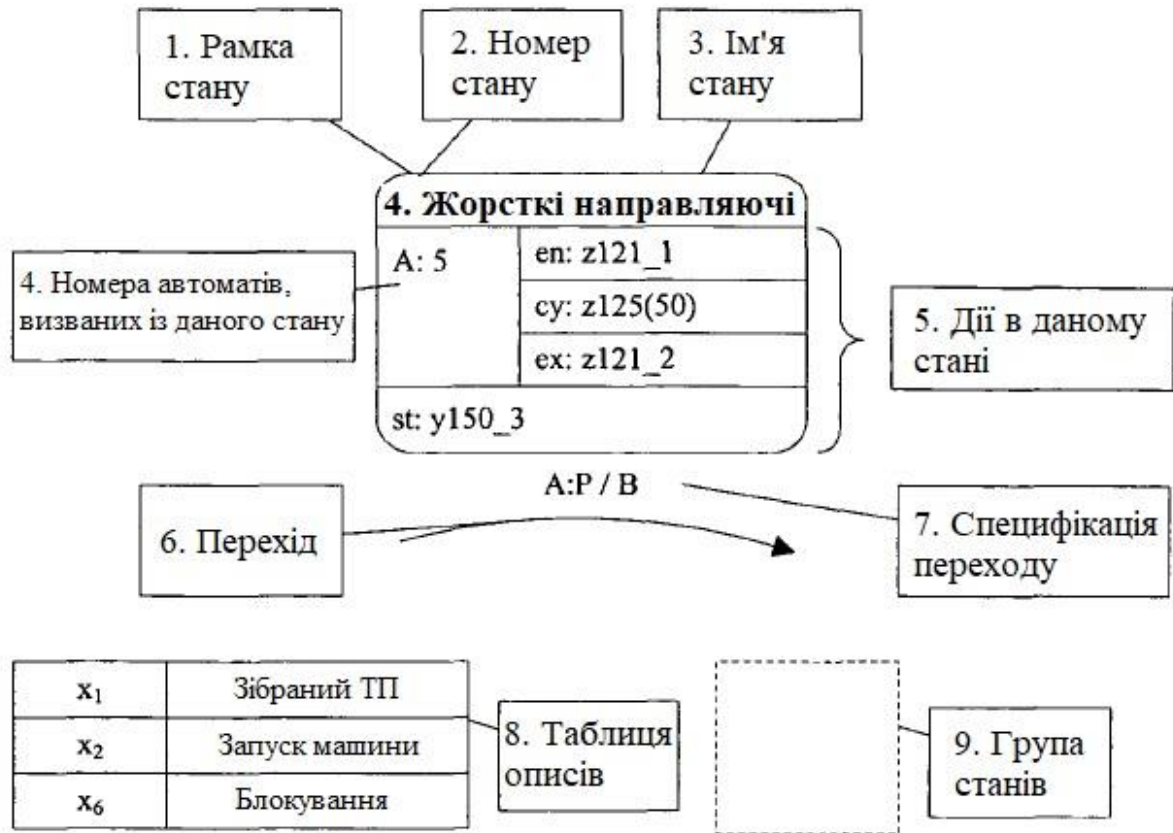 1. Рамка
стану
2. Номер
стану
3. Ім'я
стану
4. Жорсткі направляючі
4. Номера автоматів,
визваних із даного стану
A: 5
en: z121_1
cy: z125(50)
ex: z121_2
st: y150_3
5. Дії в даному
стані
A:P / B
6. Перехід
7. Специфікація
переходу
x₁ Зібраний ТП
x₂ Запуск машини
x₆ Блокування
8. Таблиця
описів
9. Група
станів